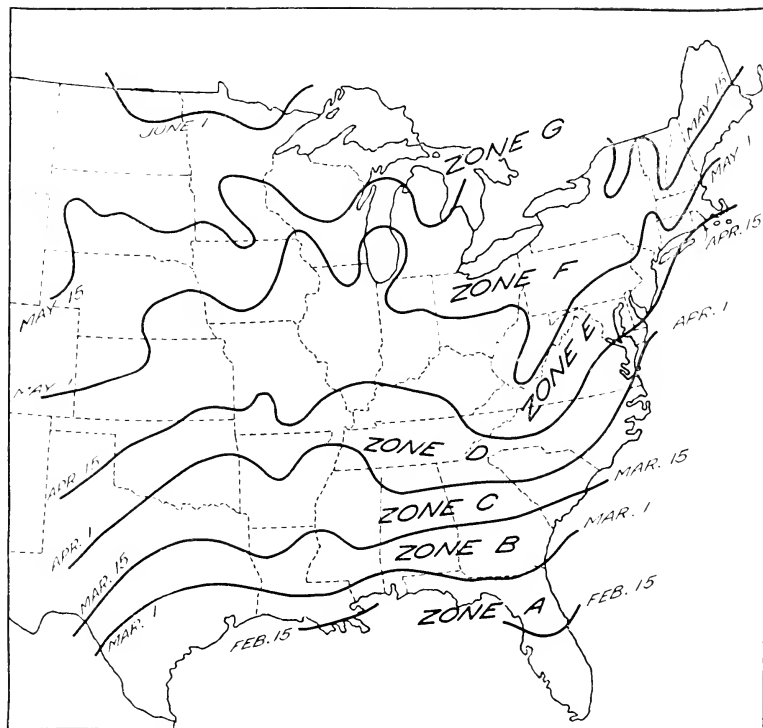 JUNE 1
ZONE G
MAY 15
MAY 1
APR. 15
ZONE F
MAY 15
ZONE E
APR. 1
MAY 1
ZONE D
APR. 15
MAR. 15
ZONE C
APR. 1
MAR. 1
ZONE B
MAR. 15
ZONE A
FEB. 15
MAR. 1
FEB. 15